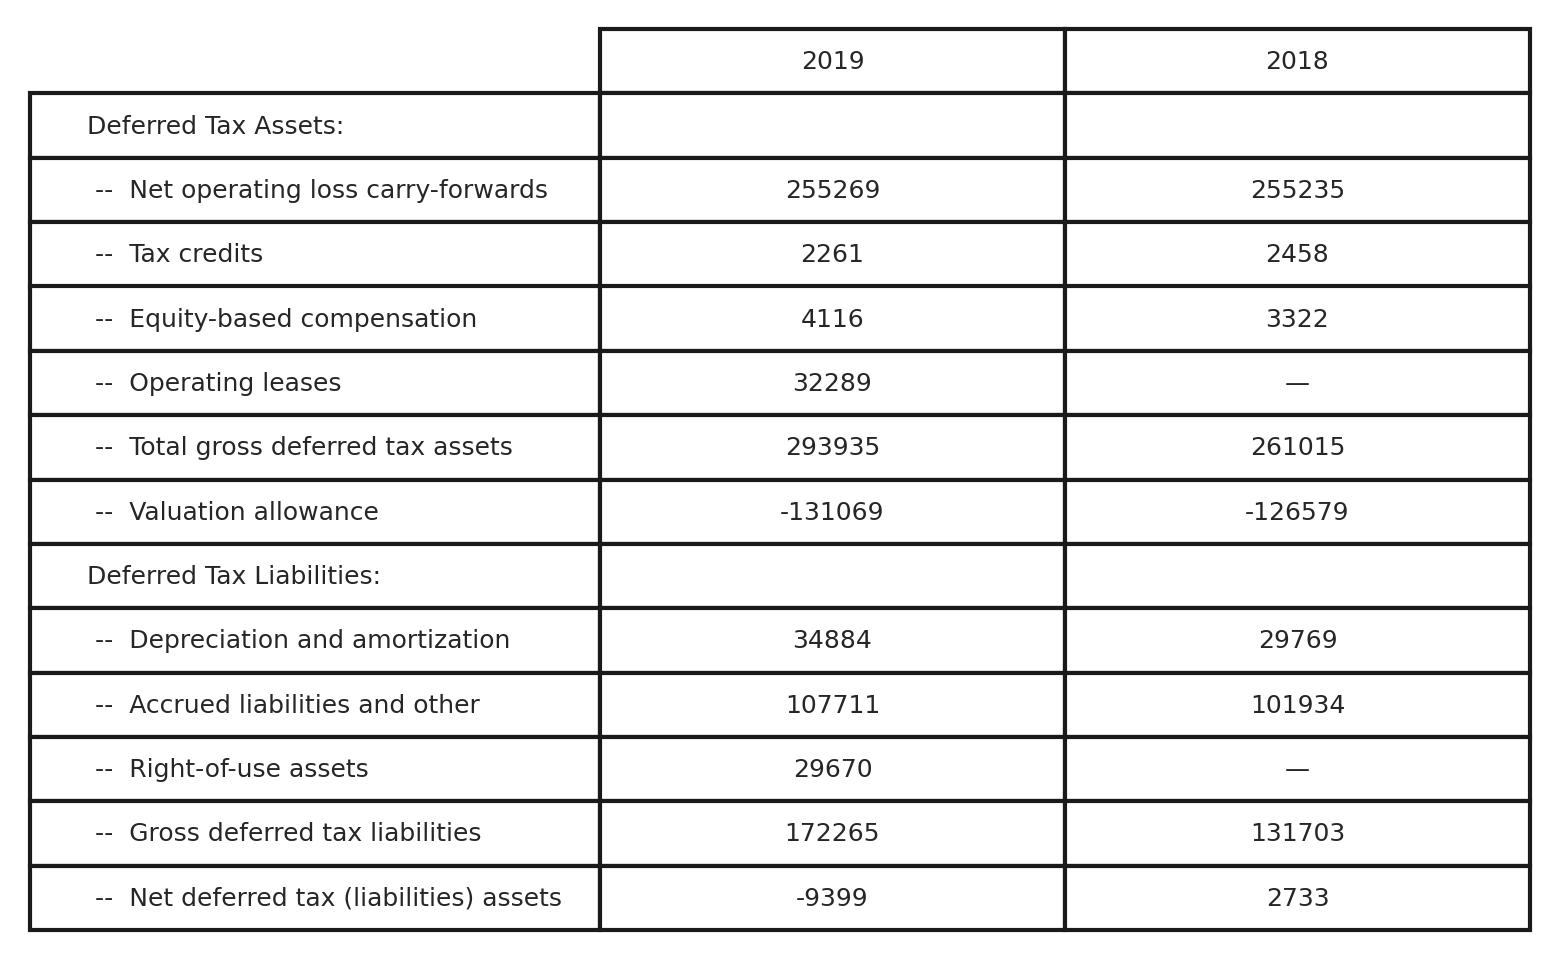 2019 2018
Deferred Tax Assets:
-- Net operating loss carry-forwards 255269 255235
-- Tax credits 2261 2458
-- Equity-based compensation 4116 3322
-- Operating leases 32289 —
-- Total gross deferred tax assets 293935 261015
-- Valuation allowance -131069 -126579
Deferred Tax Liabilities:
-- Depreciation and amortization 34884 29769
-- Accrued liabilities and other 107711 101934
-- Right-of-use assets 29670 —
-- Gross deferred tax liabilities 172265 131703
-- Net deferred tax (liabilities) assets -9399 2733